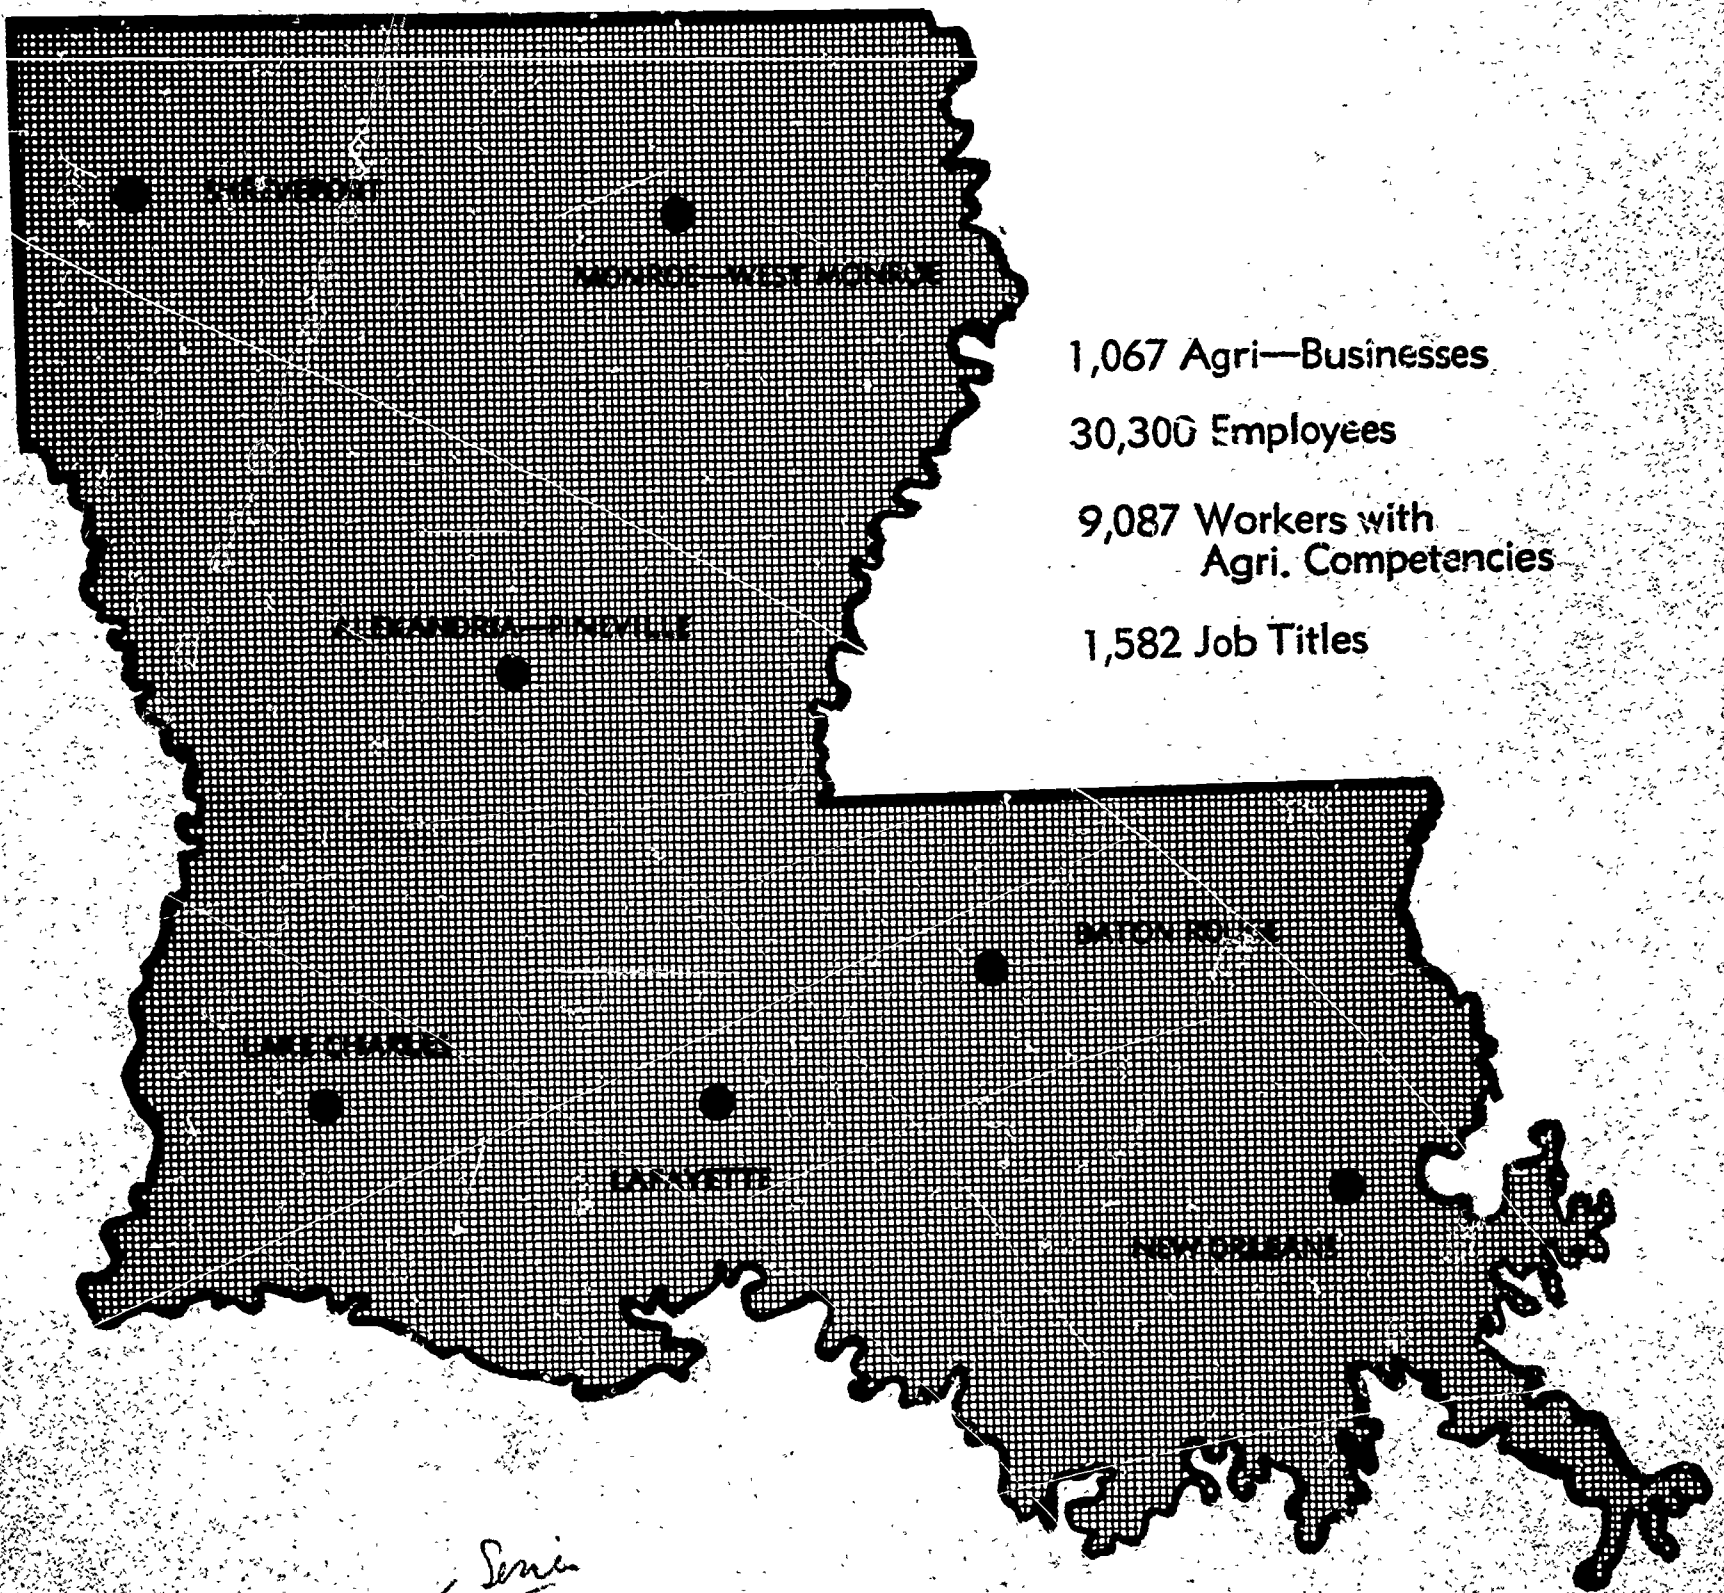 SHREVEPORT
MONROE—WEST MONROE
1,067 Agri—Businesses
30,300 Employees
9,087 Workers with
Agri. Competencies
1,582 Job Titles
ALEXANDRIA—PINEVILLE
BATON ROUGE
LAKE CHARLES
LAFAYETTE
NEW ORLEANS